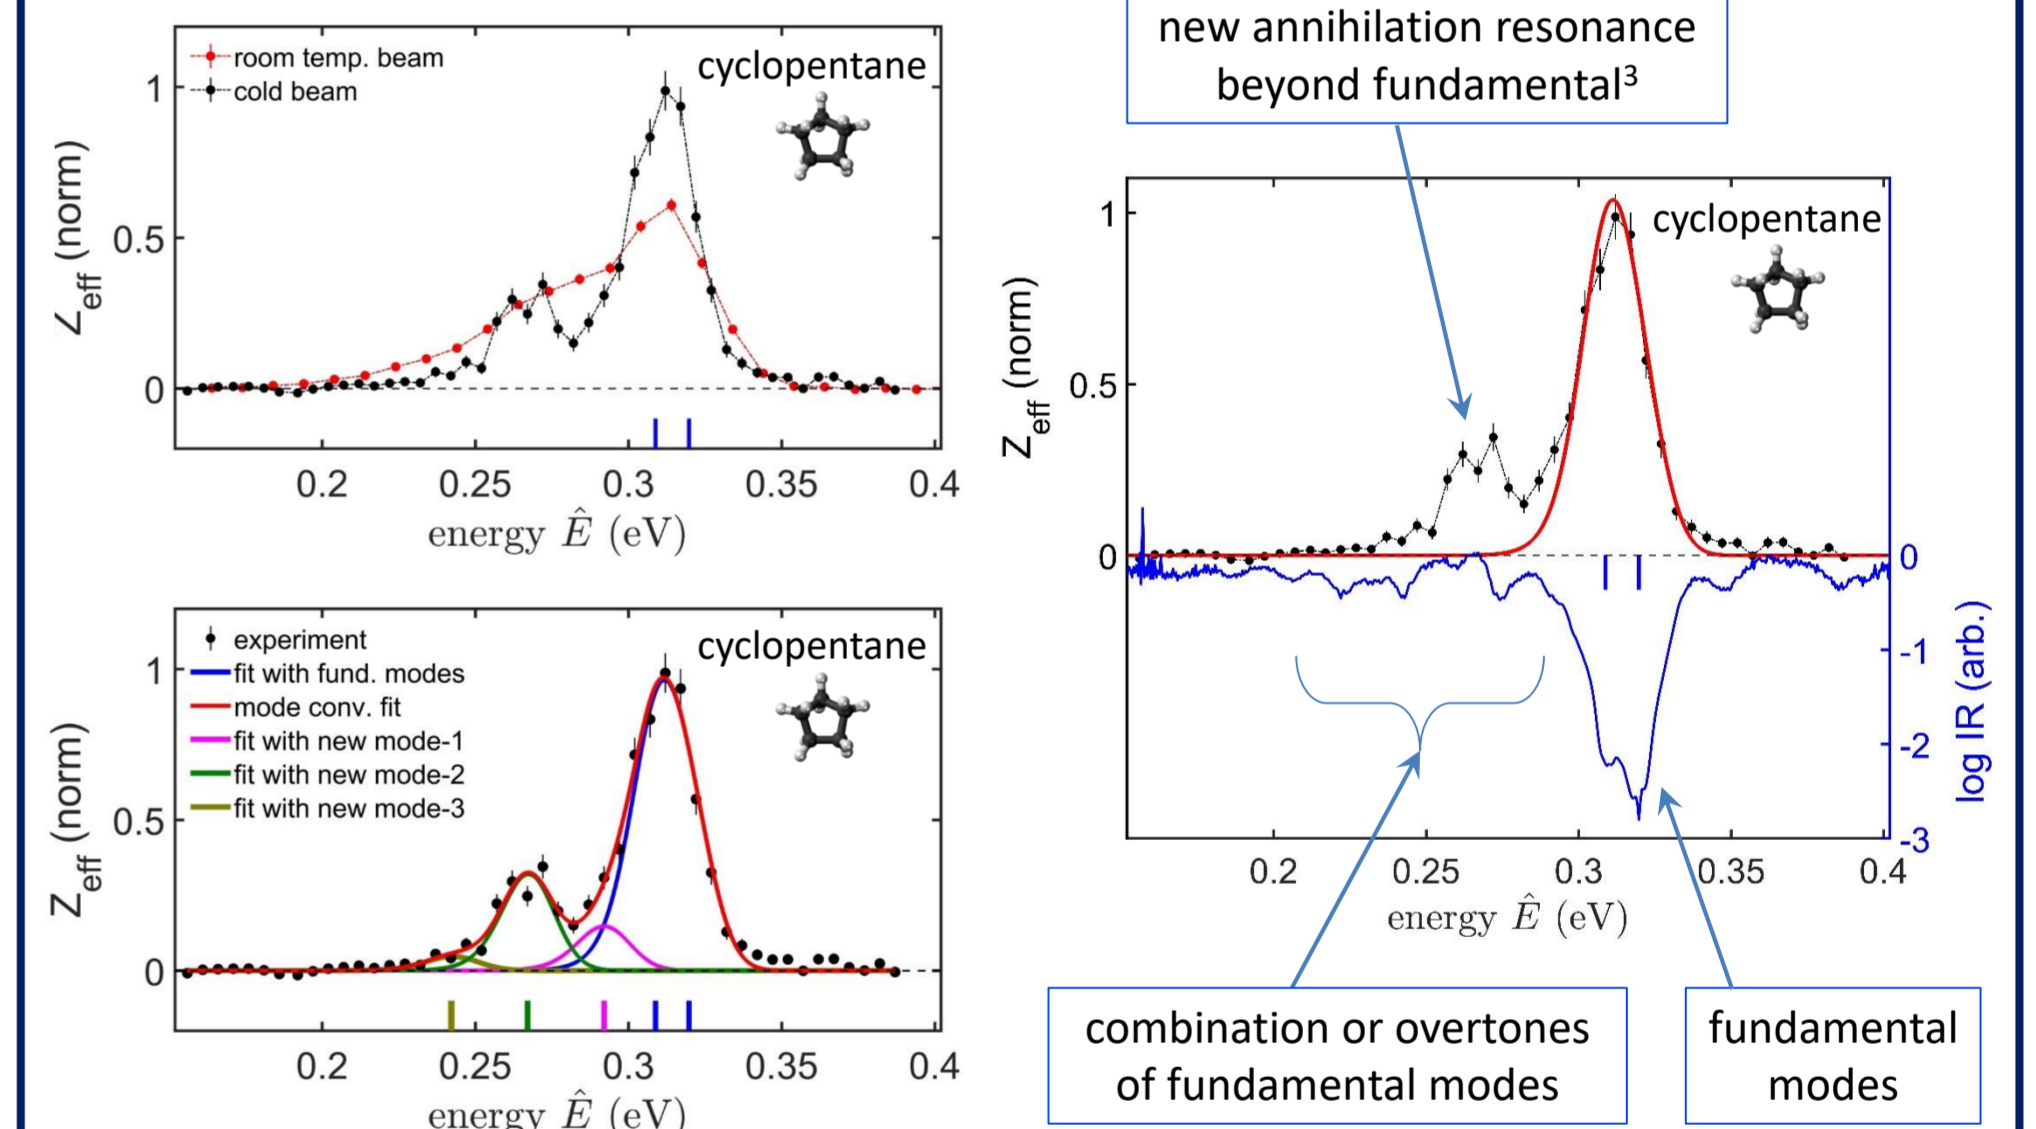 room temp. beam
cold beam
cyclopentane
Z_eff (norm)
1
0.5
0
0.2 0.25 0.3 0.35 0.4
energy Ê (eV)
experiment
fit with fund. modes
mode conv. fit
fit with new mode-1
fit with new mode-2
fit with new mode-3
cyclopentane
Z_eff (norm)
1
0.5
0
0.2 0.25 0.3 0.35 0.4
energy Ê (eV)
new annihilation resonance
beyond fundamental³
cyclopentane
Z_eff (norm)
1
0.5
0
0
-1
-2
-3
log IR (arb.)
0.2 0.25 0.3 0.35 0.4
energy Ê (eV)
combination or overtones
of fundamental modes
fundamental
modes